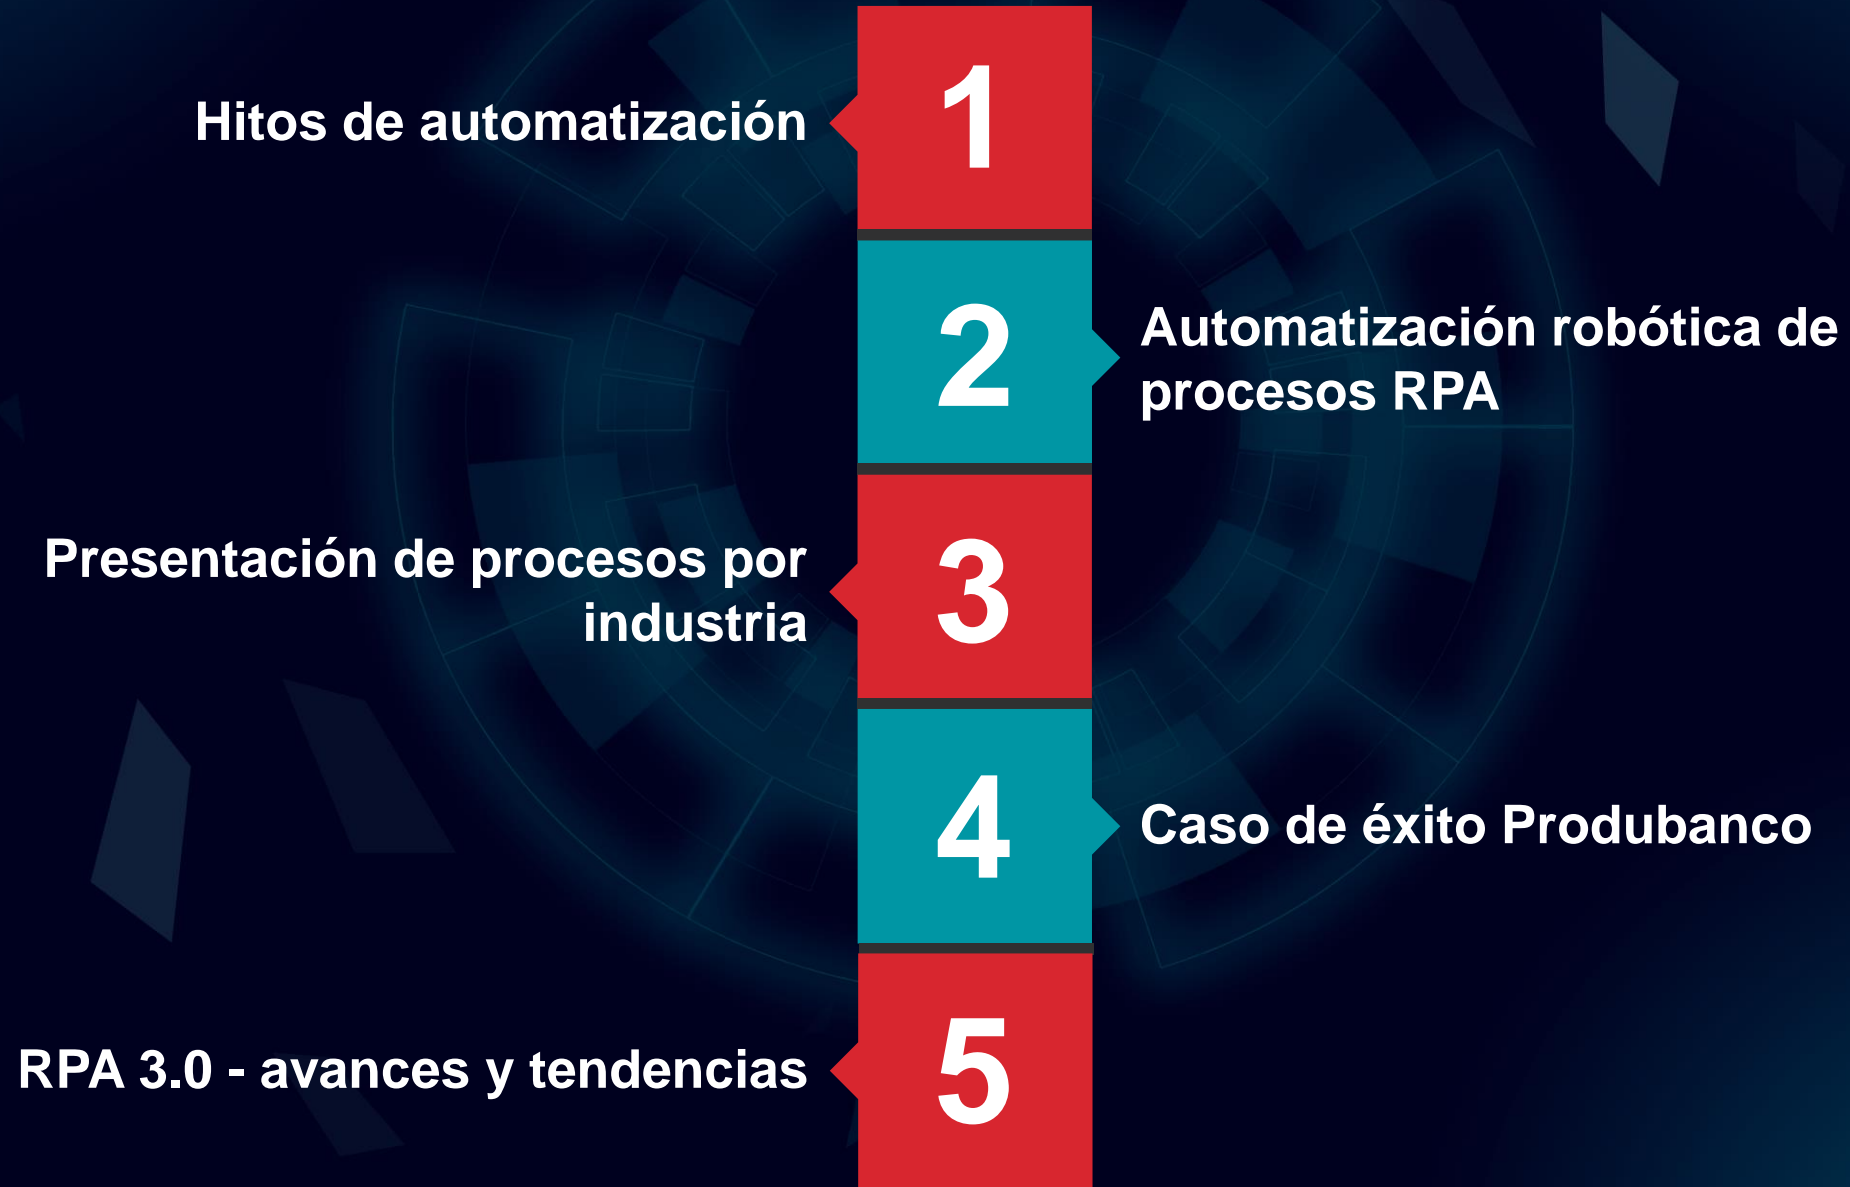 1
Hitos de automatización
2
Automatización robótica de
procesos RPA
3
Presentación de procesos por
industria
4
Caso de éxito Produbanco
5
RPA 3.0 - avances y tendencias